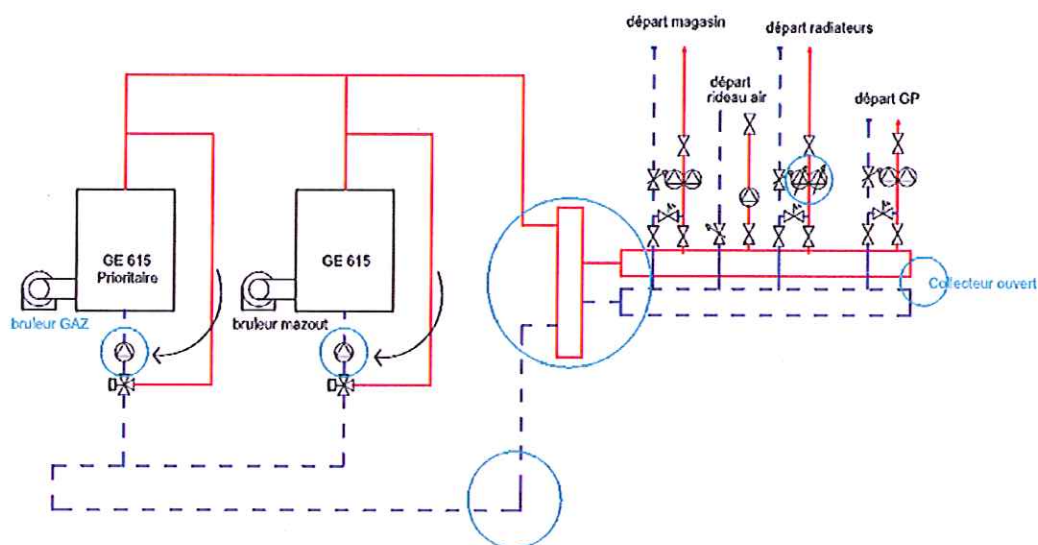 départ magasin
départ radiateurs
départ
rideau air
départ GP
GE 615
Prioritaire
GE 615
Collecteur ouvert
bruleur GAZ
bruleur mazout